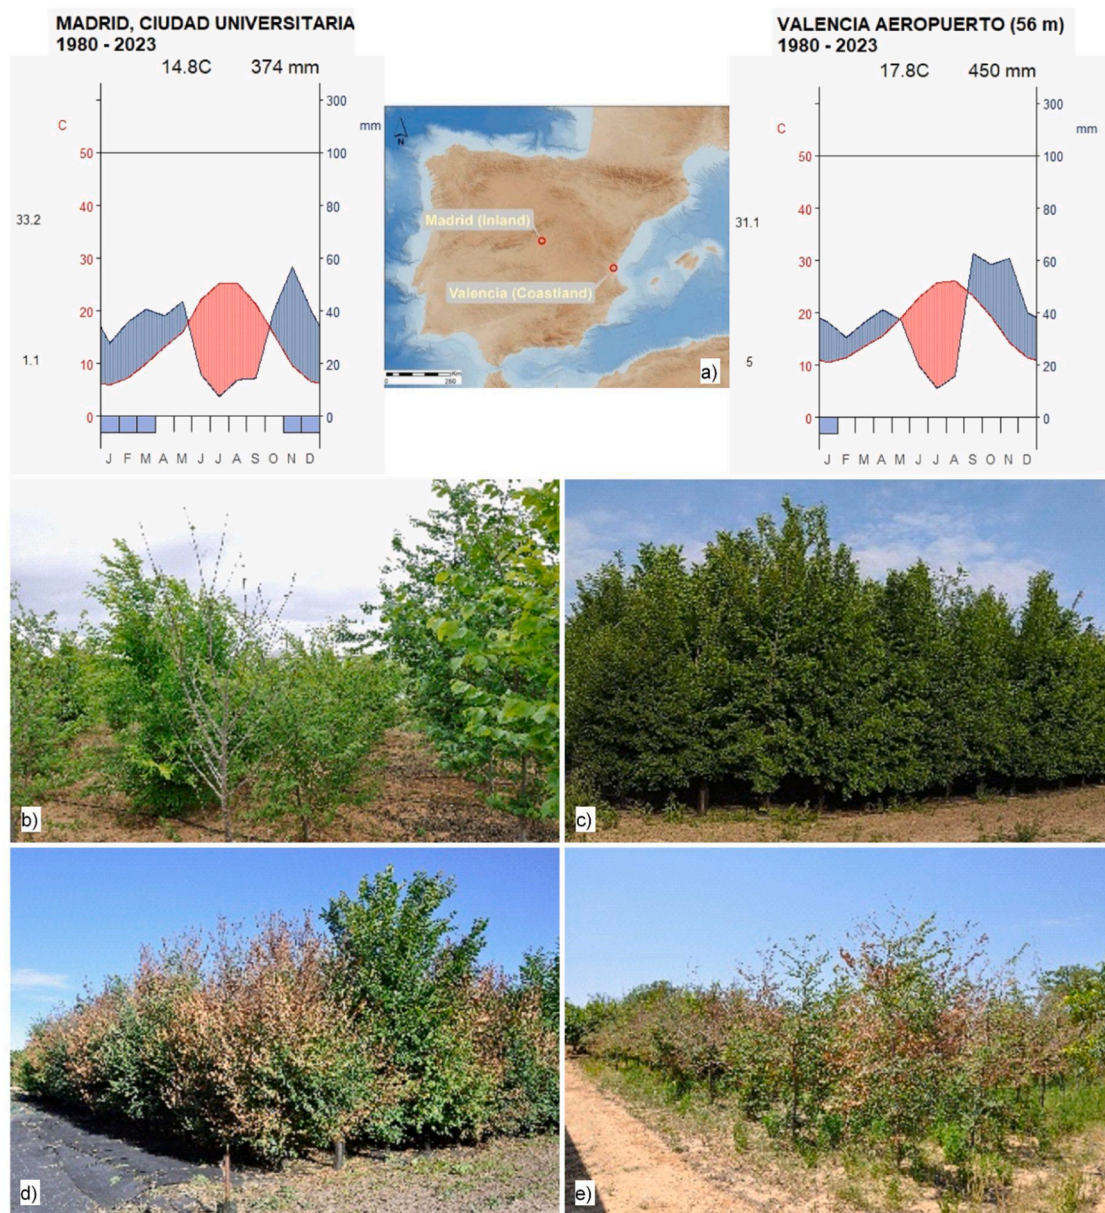 MADRID, CIUDAD UNIVERSITARIA
1980 - 2023
14.8C 374 mm
C
mm
300
50
100
40
80
33.2
30
60
20
40
1.1
10
20
0
0
J F M A M J J A S O N D
N
Madrid (Inland)
Valencia (Coastland)
Km
0 250
a)
VALENCIA AEROPUERTO (56 m)
1980 - 2023
17.8C 450 mm
C
mm
300
50
100
40
80
31.1
30
60
20
40
5
10
20
0
0
J F M A M J J A S O N D
b)
c)
d)
e)